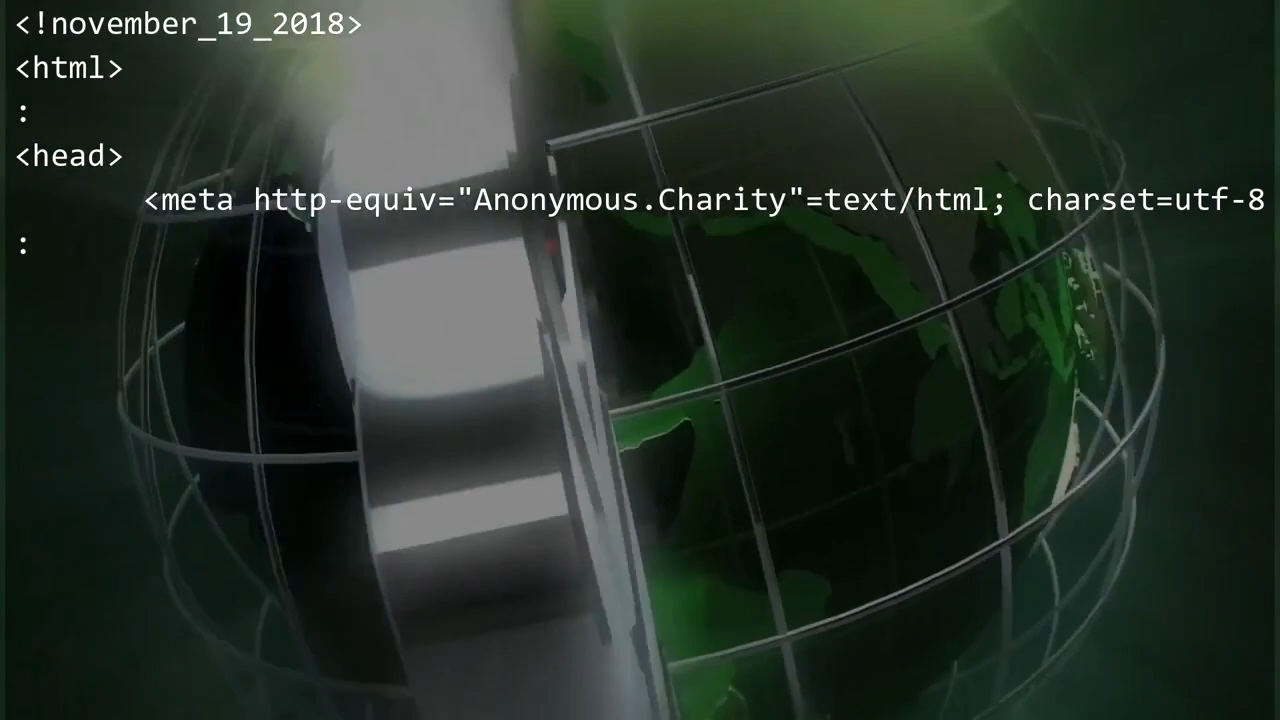 <!november_19_2018>
<html>
:
<head>
<meta http-equiv="Anonymous.Charity"=text/html; charset=utf-8
: